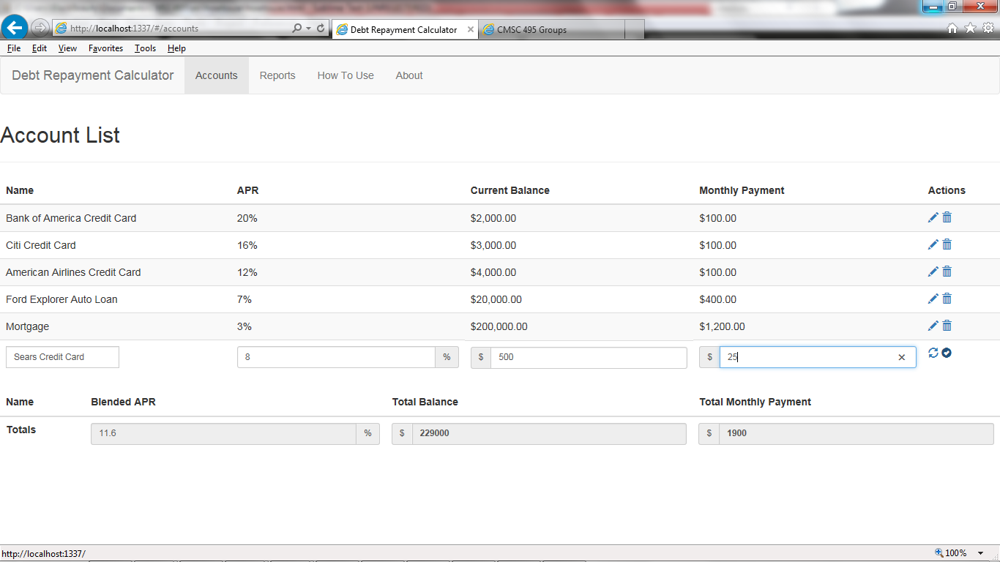 http://localhost:1337/#/accounts
Debt Repayment Calculator
CMSC 495 Groups
File Edit View Favorites Tools Help
Debt Repayment Calculator Accounts Reports How To Use About
Account List
Name APR Current Balance Monthly Payment Actions
Bank of America Credit Card 20% $2,000.00 $100.00
Citi Credit Card 16% $3,000.00 $100.00
American Airlines Credit Card 12% $4,000.00 $100.00
Ford Explorer Auto Loan 7% $20,000.00 $400.00
Mortgage 3% $200,000.00 $1,200.00
Sears Credit Card 8 % $ 500 $ 25
Name Blended APR Total Balance Total Monthly Payment
Totals 11.6 % $ 229000 $ 1900
http://localhost:1337/ 100%